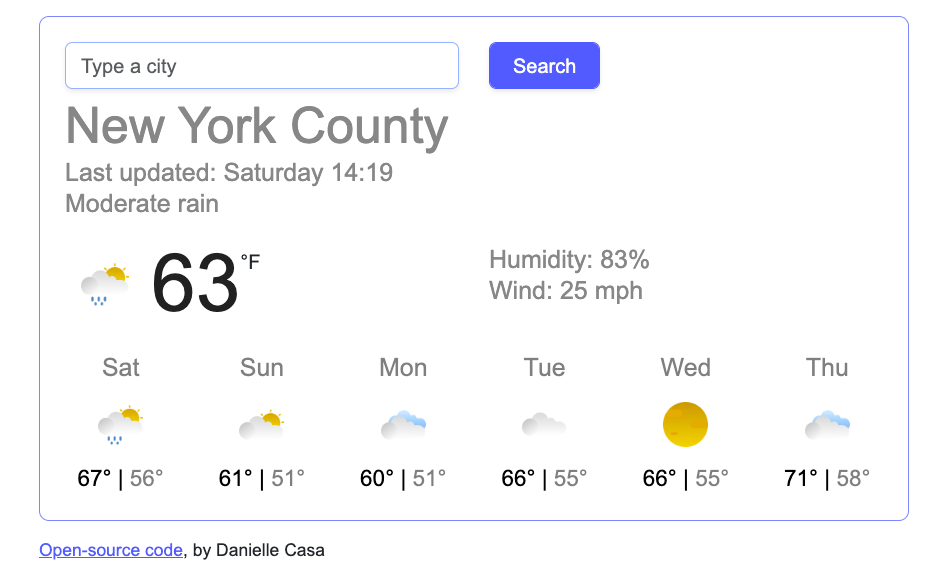 Type a city Search
New York County
Last updated: Saturday 14:19
Moderate rain
63 °F
Humidity: 83%
Wind: 25 mph
Sat Sun Mon Tue Wed Thu
67° | 56° 61° | 51° 60° | 51° 66° | 55° 66° | 55° 71° | 58°
Open-source code, by Danielle Casa